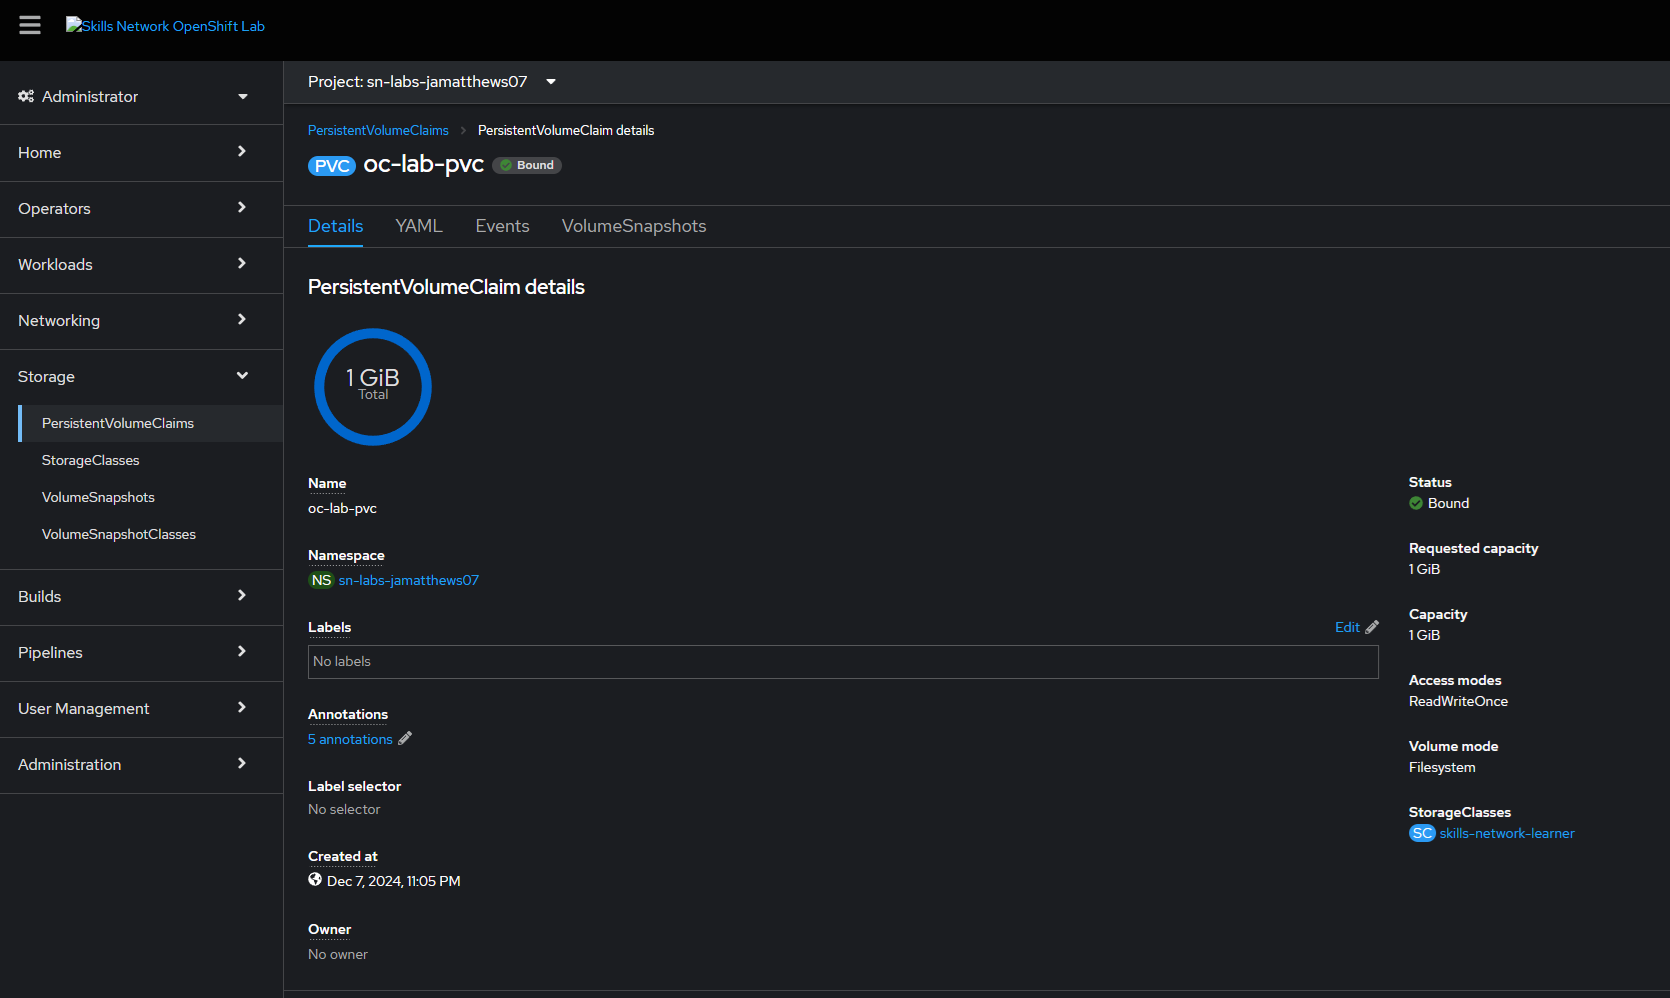 Skills Network OpenShift Lab
Administrator
Home
Operators
Workloads
Networking
Storage
PersistentVolumeClaims
StorageClasses
VolumeSnapshots
VolumeSnapshotClasses
Builds
Pipelines
User Management
Administration
Project: sn-labs-jamatthews07
PersistentVolumeClaims PersistentVolumeClaim details
PVC oc-lab-pvc Bound
Details YAML Events VolumeSnapshots
PersistentVolumeClaim details
1 GiB
Total
Name
oc-lab-pvc
Namespace
NS sn-labs-jamatthews07
Labels Edit
No labels
Annotations
5 annotations
Label selector
No selector
Created at
Dec 7, 2024, 11:05 PM
Owner
No owner
Status
Bound
Requested capacity
1 GiB
Capacity
1 GiB
Access modes
ReadWriteOnce
Volume mode
Filesystem
StorageClasses
SC skills-network-learner